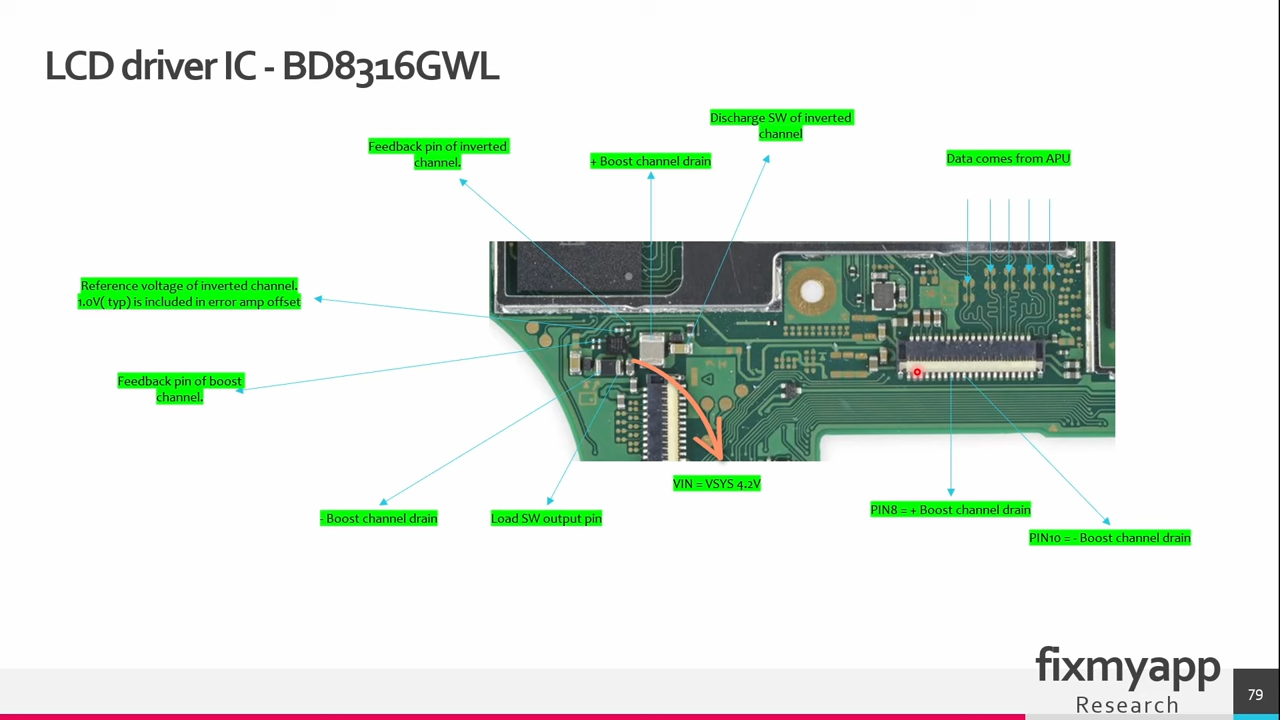 LCD driver IC - BD8316GWL
Discharge SW of inverted
channel
Feedback pin of inverted
channel.
+ Boost channel drain
Data comes from APU
Reference voltage of inverted channel.
1.0V( typ) is included in error amp offset
Feedback pin of boost
channel.
VIN = VSYS 4.2V
- Boost channel drain
Load SW output pin
PIN8 = + Boost channel drain
PIN10 = - Boost channel drain
fixmyapp
Research
79